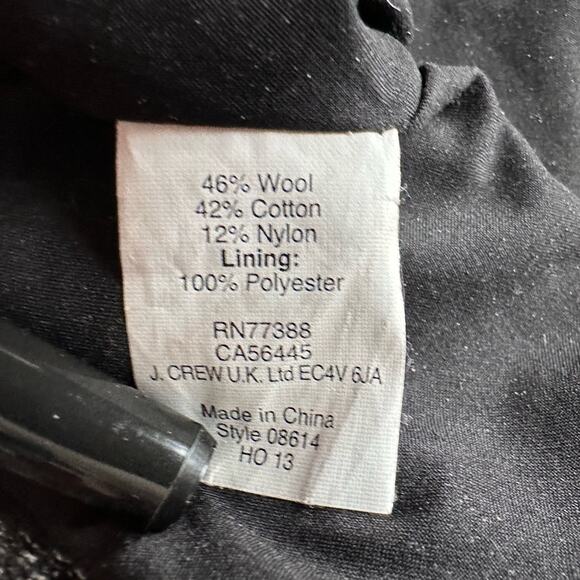 46% Wool
42% Cotton
12% Nylon
Lining:
100% Polyester
RN77388
CA56445
J. CREW U.K. Ltd EC4V 6JA
Made in China
Style 08614
HO 13